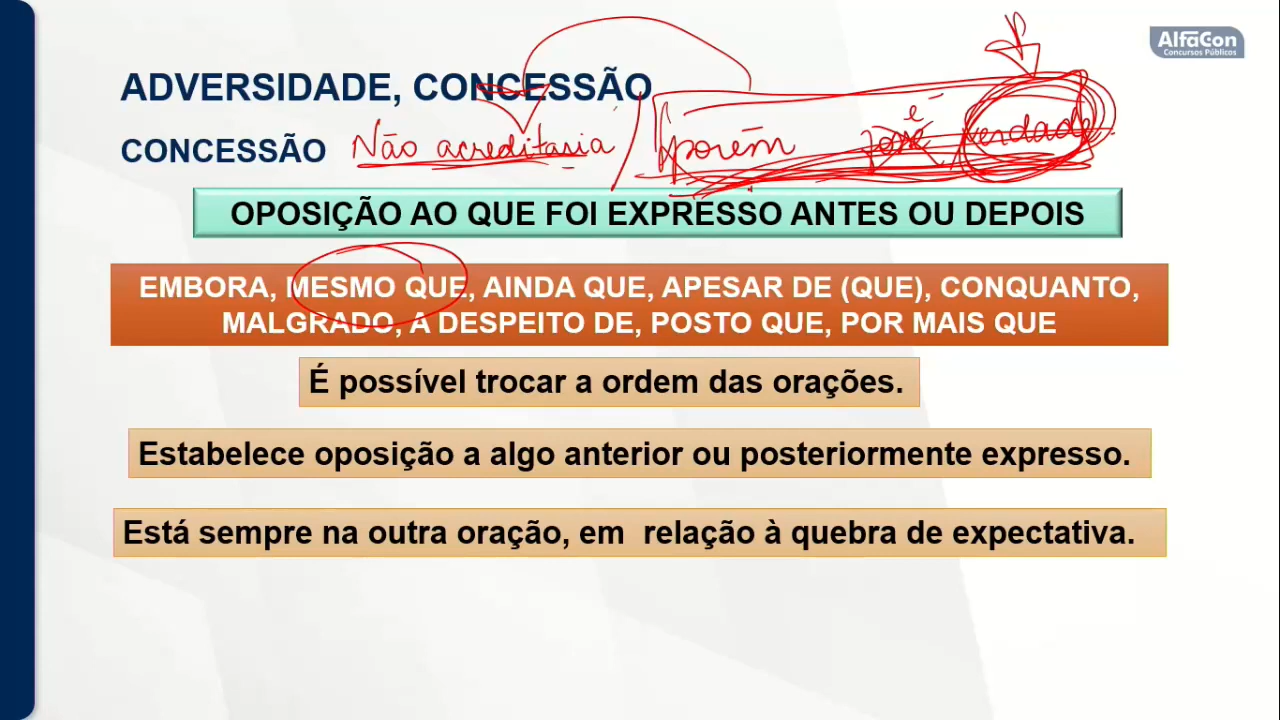 AlfaCon
Concursos Públicos
ADVERSIDADE, CONCESSÃO
CONCESSÃO Não acreditaria / porém é verdade
OPOSIÇÃO AO QUE FOI EXPRESSO ANTES OU DEPOIS
EMBORA, MESMO QUE, AINDA QUE, APESAR DE (QUE), CONQUANTO,
MALGRADO, A DESPEITO DE, POSTO QUE, POR MAIS QUE
É possível trocar a ordem das orações.
Estabelece oposição a algo anterior ou posteriormente expresso.
Está sempre na outra oração, em relação à quebra de expectativa.